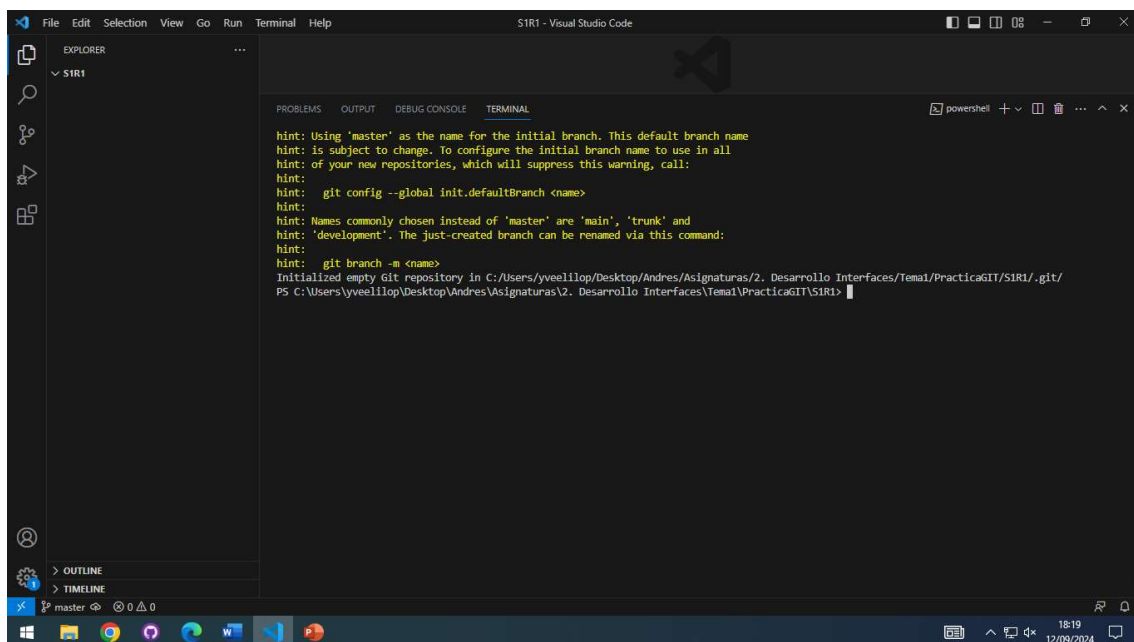 File Edit Selection View Go Run Terminal Help
S1R1 - Visual Studio Code
EXPLORER
S1R1
PROBLEMS OUTPUT DEBUG CONSOLE TERMINAL
powershell
hint: Using 'master' as the name for the initial branch. This default branch name
hint: is subject to change. To configure the initial branch name to use in all
hint: of your new repositories, which will suppress this warning, call:
hint:
hint:   git config --global init.defaultBranch <name>
hint:
hint: Names commonly chosen instead of 'master' are 'main', 'trunk' and
hint: 'development'. The just-created branch can be renamed via this command:
hint:
hint:   git branch -m <name>
Initialized empty Git repository in C:/Users/yveelilop/Desktop/Andres/Asignaturas/2. Desarrollo Interfaces/Tema1/PracticaGIT/S1R1/.git/
PS C:\Users\yveelilop\Desktop\Andres\Asignaturas\2. Desarrollo Interfaces\Tema1\PracticaGIT\S1R1>
1
OUTLINE
TIMELINE
master 0 0
18:19
12/09/2024